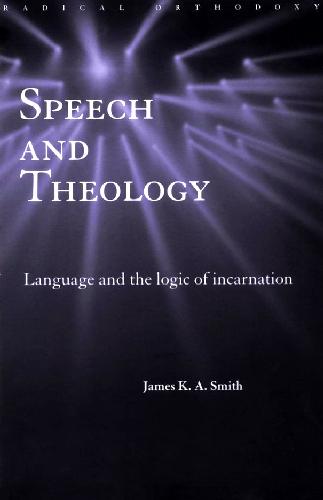 RADICAL ORTHODOXY
SPEECH
AND
THEOLOGY
Language and the logic of incarnation
James K. A. Smith